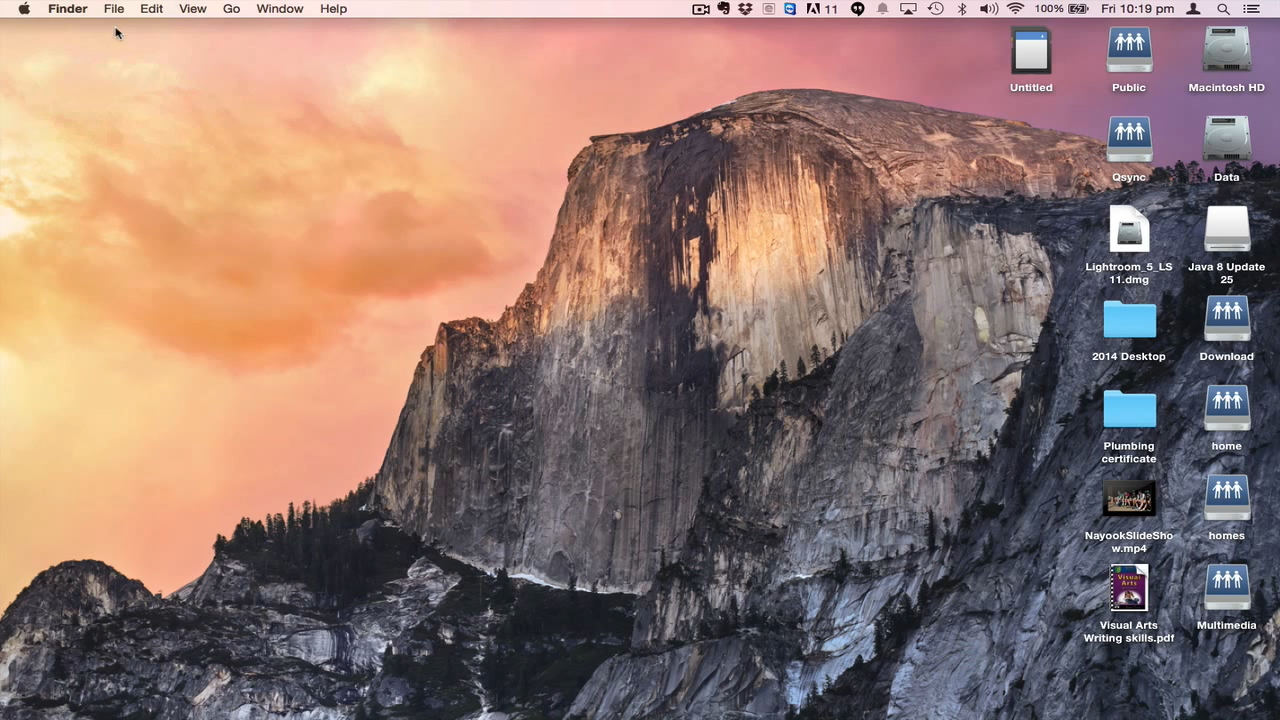 Finder File Edit View Go Window Help 11 100% Fri 10:19 pm
Untitled
Public
Macintosh HD
Qsync
Data
Lightroom_5_LS
11.dmg
Java 8 Update
25
2014 Desktop
Download
Plumbing
certificate
home
NayookSlideSho
w.mp4
homes
Visual
Arts
Visual Arts
Writing skills.pdf
Multimedia